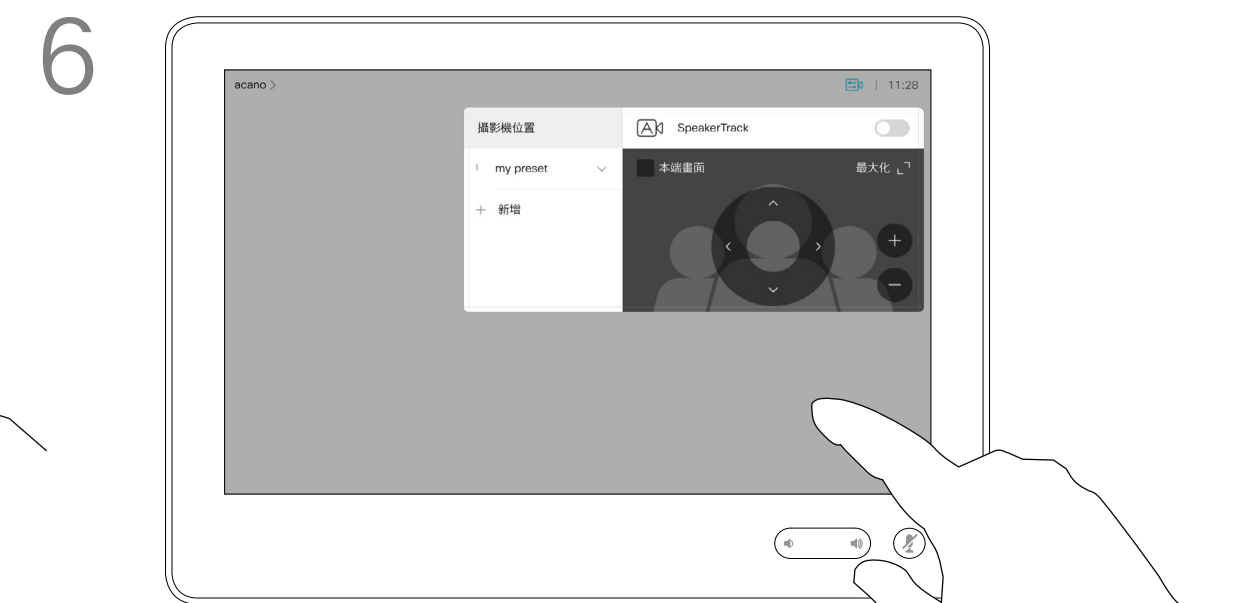 6
acano >
| 11:28
攝影機位置
A SpeakerTrack
1 my preset
本端畫面 最大化
+ 新增